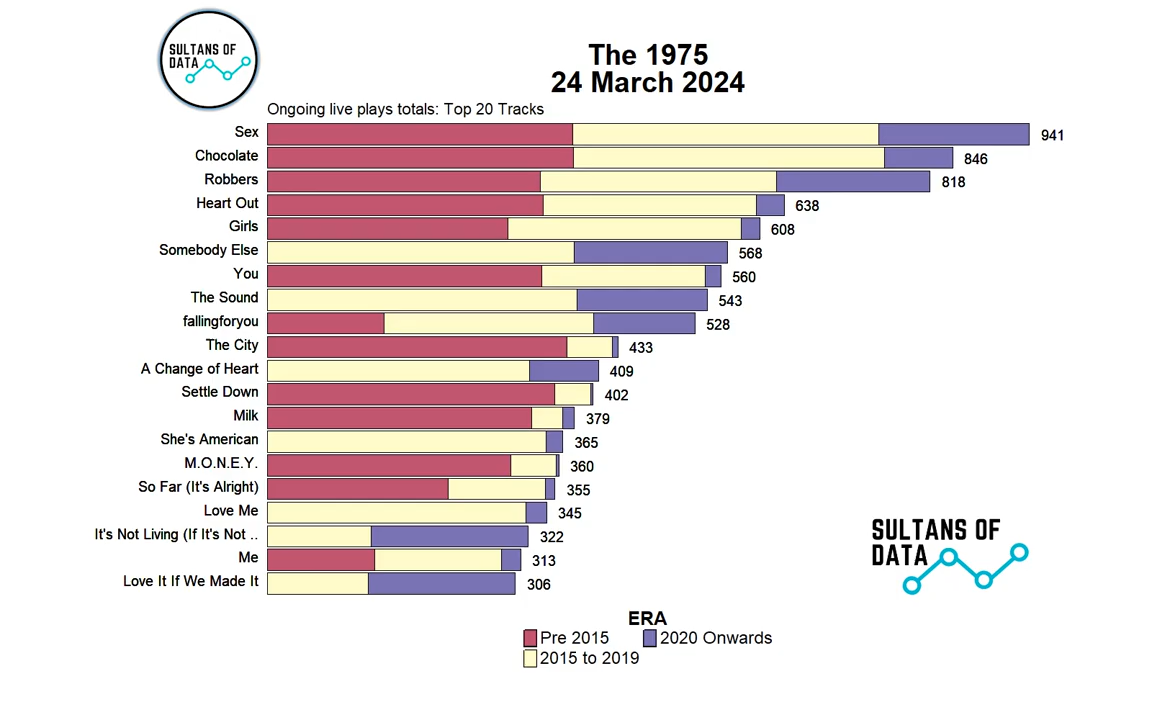 SULTANS OF
DATA
The 1975
24 March 2024
Ongoing live plays totals: Top 20 Tracks
Sex 941
Chocolate 846
Robbers 818
Heart Out 638
Girls 608
Somebody Else 568
You 560
The Sound 543
fallingforyou 528
The City 433
A Change of Heart 409
Settle Down 402
Milk 379
She's American 365
M.O.N.E.Y. 360
So Far (It's Alright) 355
Love Me 345
It's Not Living (If It's Not .. 322
Me 313
Love It If We Made It 306
SULTANS OF
DATA
ERA
Pre 2015 2020 Onwards
2015 to 2019